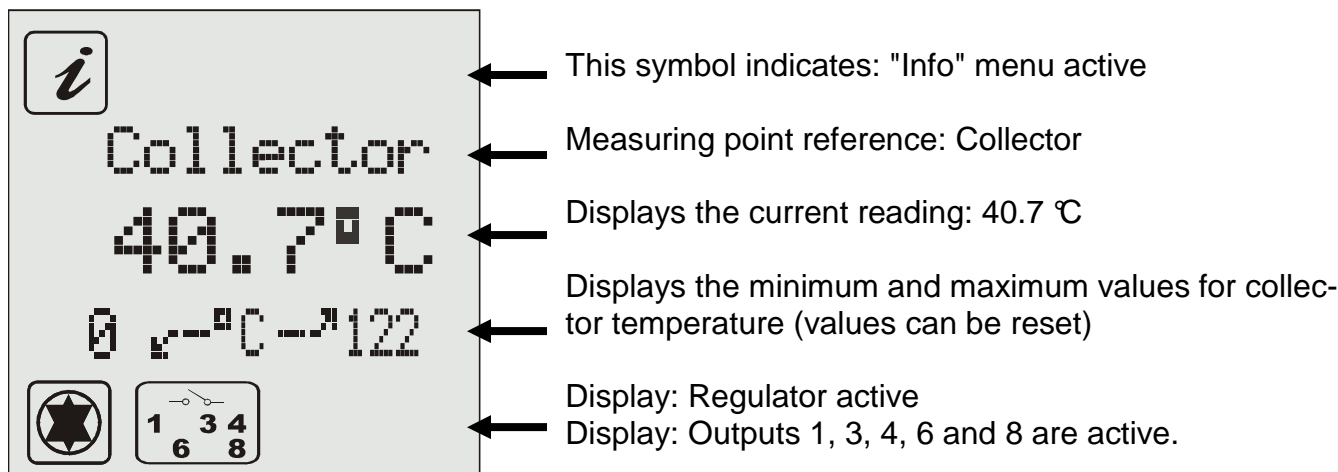 i
This symbol indicates: "Info" menu active
Collector
Measuring point reference: Collector
40.7°C
Displays the current reading: 40.7 °C
0 °C 122
Displays the minimum and maximum values for collec-
tor temperature (values can be reset)
1 3 4
6 8
Display: Regulator active
Display: Outputs 1, 3, 4, 6 and 8 are active.